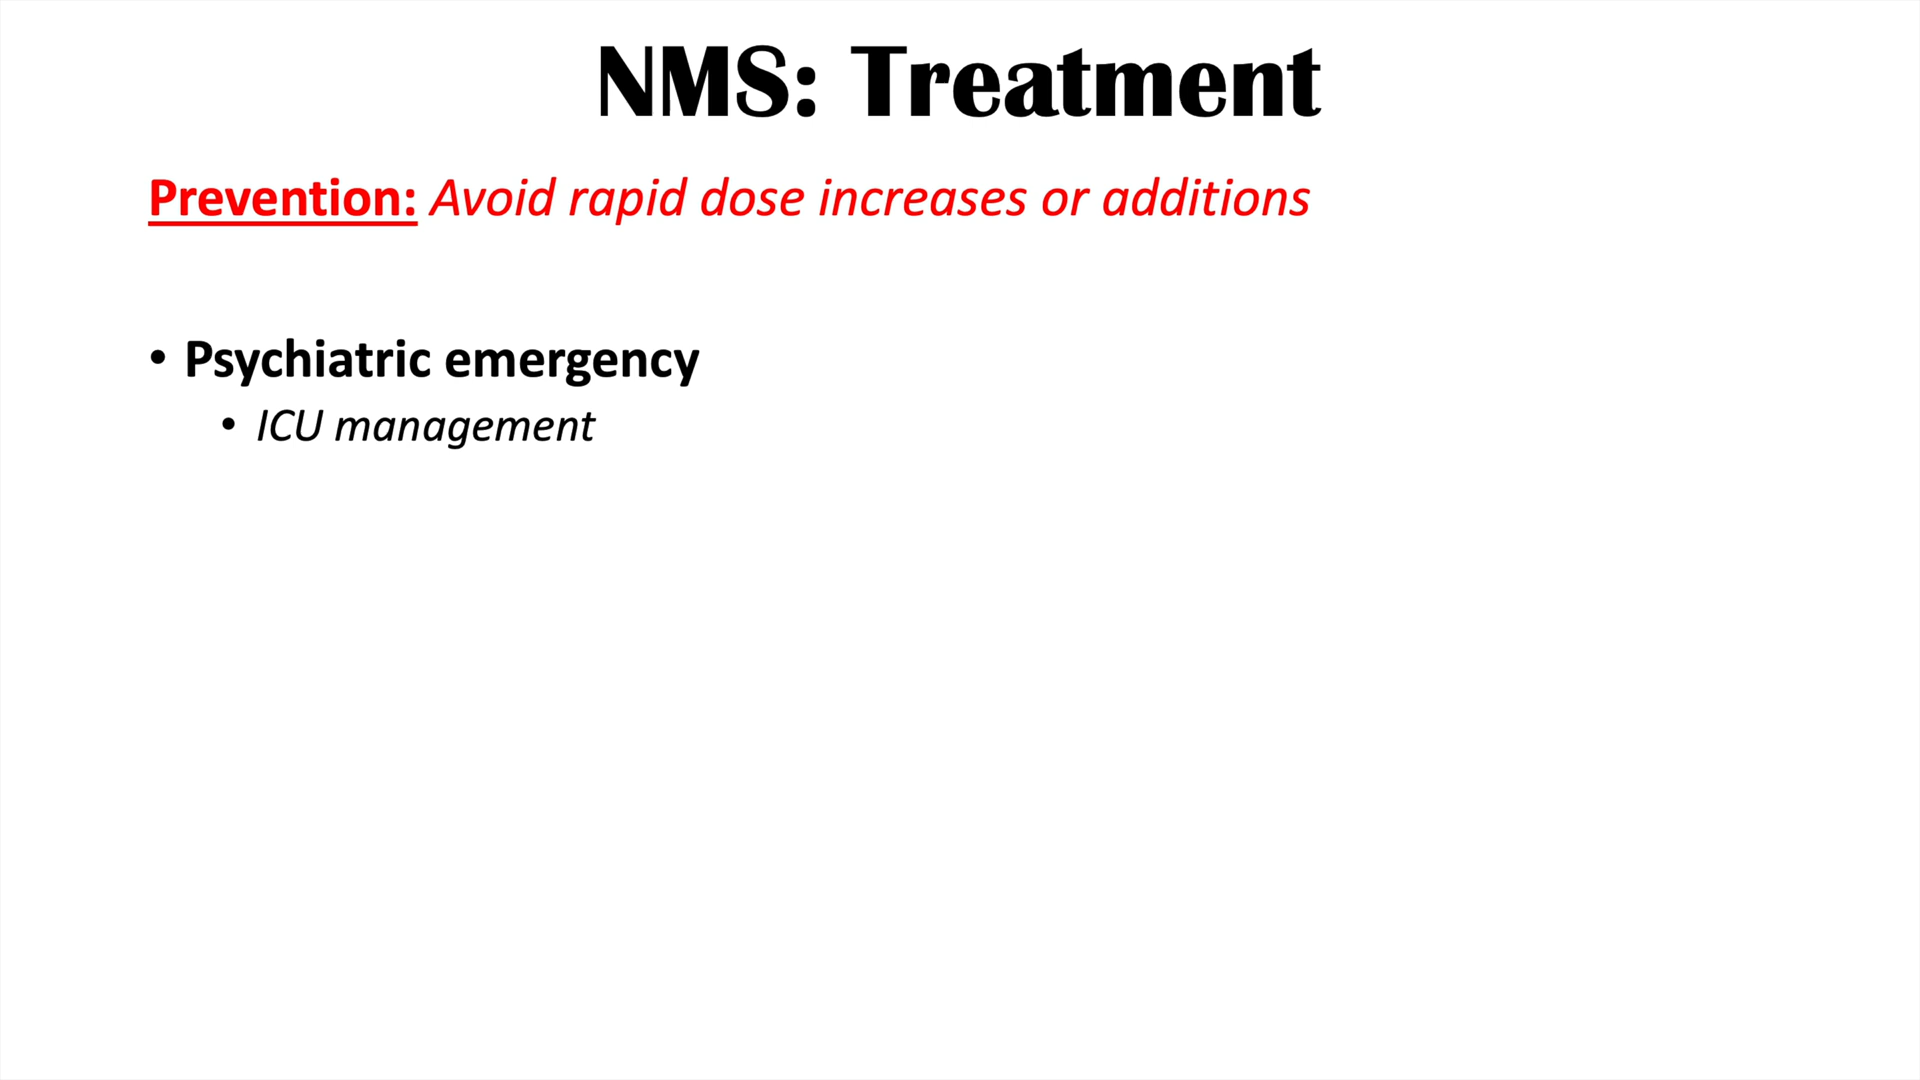 NMS: Treatment
Prevention: Avoid rapid dose increases or additions
• Psychiatric emergency
• ICU management